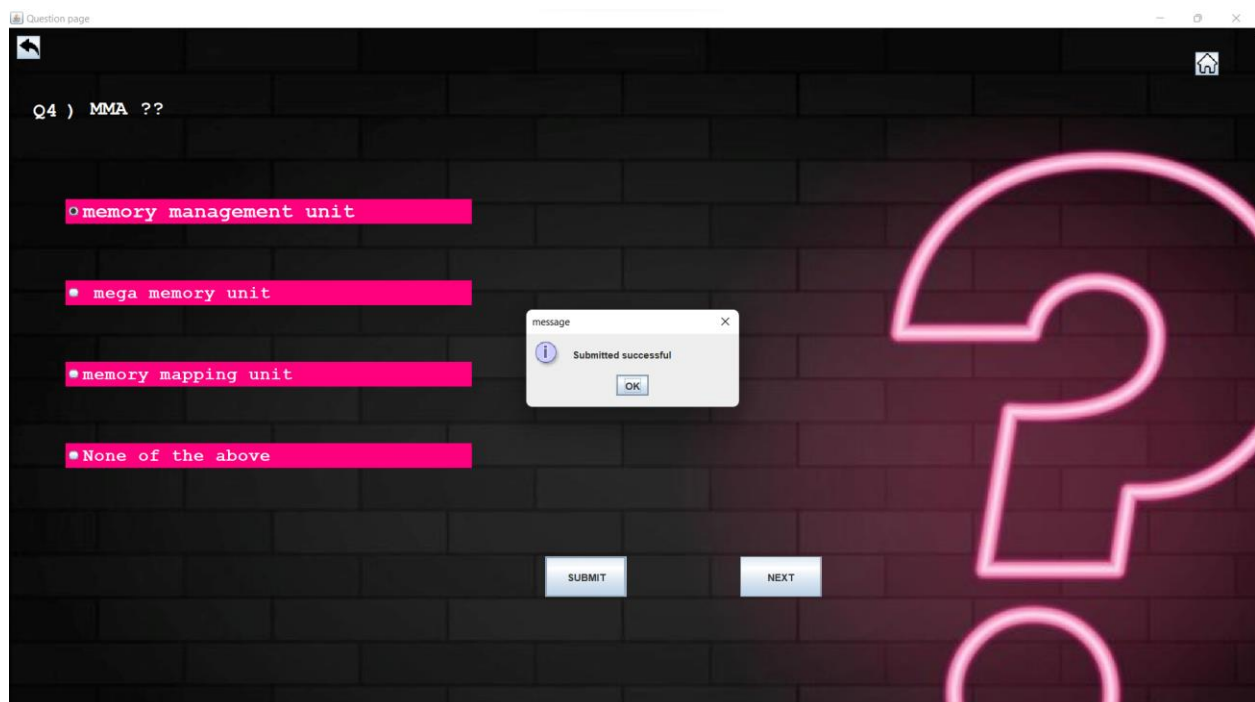 Question page
Q4 ) MMA ??
memory management unit
mega memory unit
message
Submitted successful
OK
memory mapping unit
None of the above
SUBMIT
NEXT